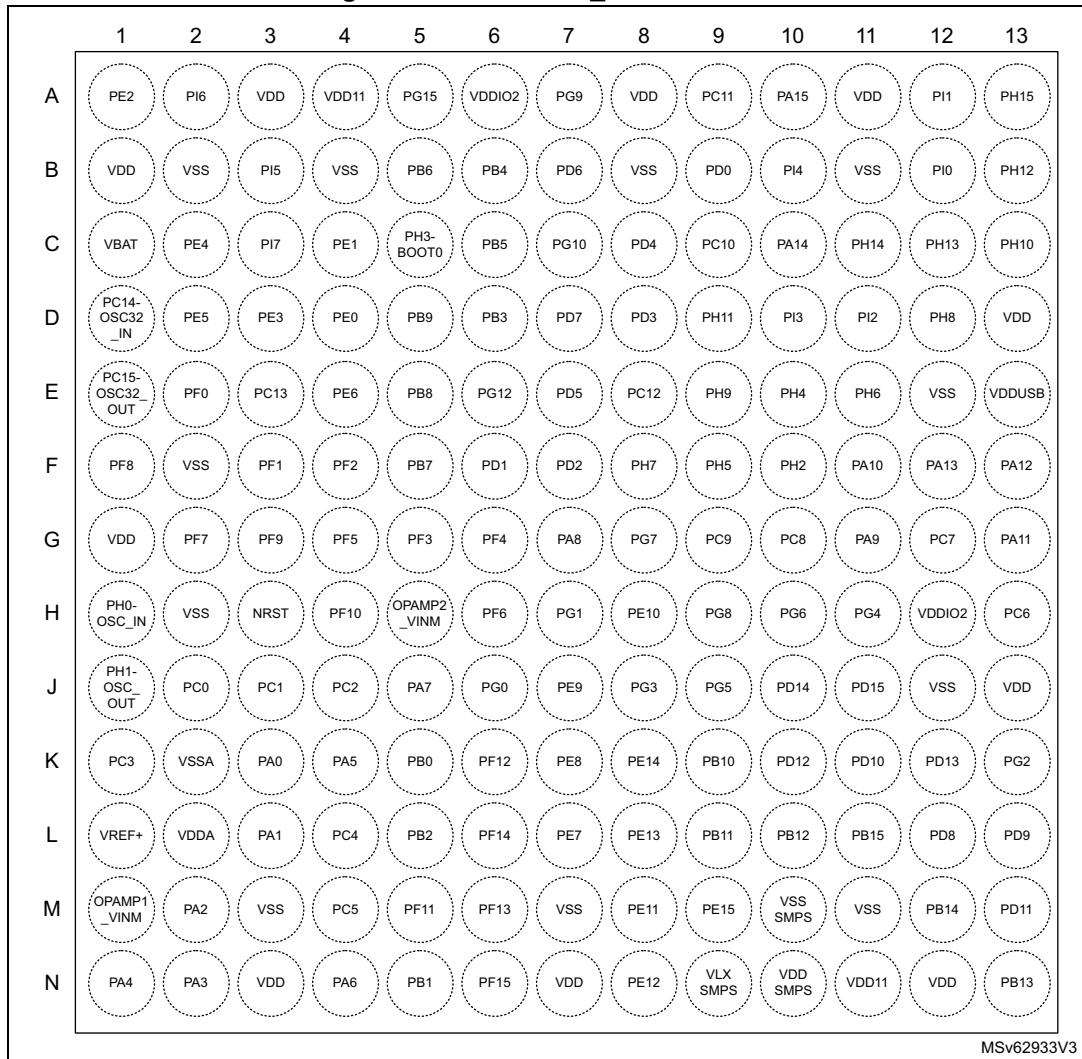 1 2 3 4 5 6 7 8 9 10 11 12 13
A PE2 PI6 VDD VDD11 PG15 VDDIO2 PG9 VDD PC11 PA15 VDD PI1 PH15
B VDD VSS PI5 VSS PB6 PB4 PD6 VSS PD0 PI4 VSS PI0 PH12
C VBAT PE4 PI7 PE1 PH3-BOOT0 PB5 PG10 PD4 PC10 PA14 PH14 PH13 PH10
D PC14-OSC32_IN PE5 PE3 PE0 PB9 PB3 PD7 PD3 PH11 PI3 PI2 PH8 VDD
E PC15-OSC32_OUT PF0 PC13 PE6 PB8 PG12 PD5 PC12 PH9 PH4 PH6 VSS VDDUSB
F PF8 VSS PF1 PF2 PB7 PD1 PD2 PH7 PH5 PH2 PA10 PA13 PA12
G VDD PF7 PF9 PF5 PF3 PF4 PA8 PG7 PC9 PC8 PA9 PC7 PA11
H PH0-OSC_IN VSS NRST PF10 OPAMP2_VINM PF6 PG1 PE10 PG8 PG6 PG4 VDDIO2 PC6
J PH1-OSC_OUT PC0 PC1 PC2 PA7 PG0 PE9 PG3 PG5 PD14 PD15 VSS VDD
K PC3 VSSA PA0 PA5 PB0 PF12 PE8 PE14 PB10 PD12 PD10 PD13 PG2
L VREF+ VDDA PA1 PC4 PB2 PF14 PE7 PE13 PB11 PB12 PB15 PD8 PD9
M OPAMP1_VINM PA2 VSS PC5 PF11 PF13 VSS PE11 PE15 VSS SMPS VSS PB14 PD11
N PA4 PA3 VDD PA6 PB1 PF15 VDD PE12 VLX SMPS VDD SMPS VDD11 VDD PB13
MSv62933V3